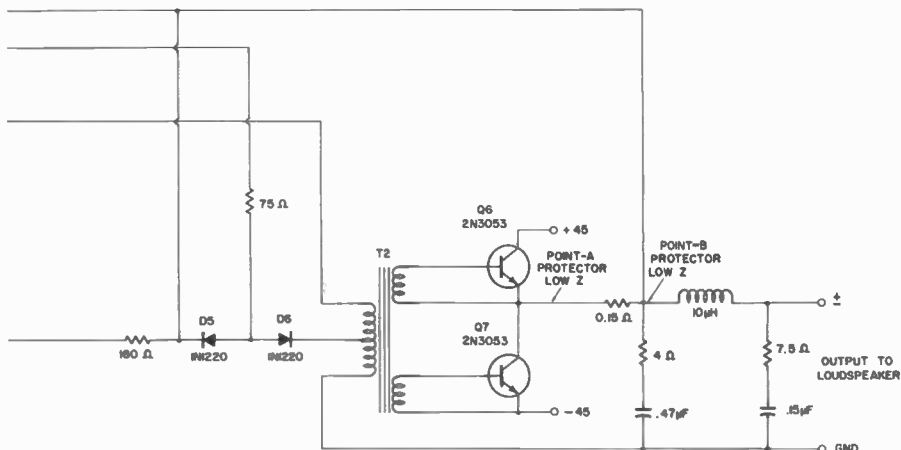 75 Ω
Q6
2N3053
+ 45
T2
POINT-A
PROTECTOR
LOW Z
POINT-B
PROTECTOR
LOW Z
±
0.15 Ω
10μH
D5
D6
Q7
2N3053
160 Ω
1N1220
1N1220
4 Ω
7.5 Ω
OUTPUT TO
LOUDSPEAKER
.47μF
.15μF
-45
GND